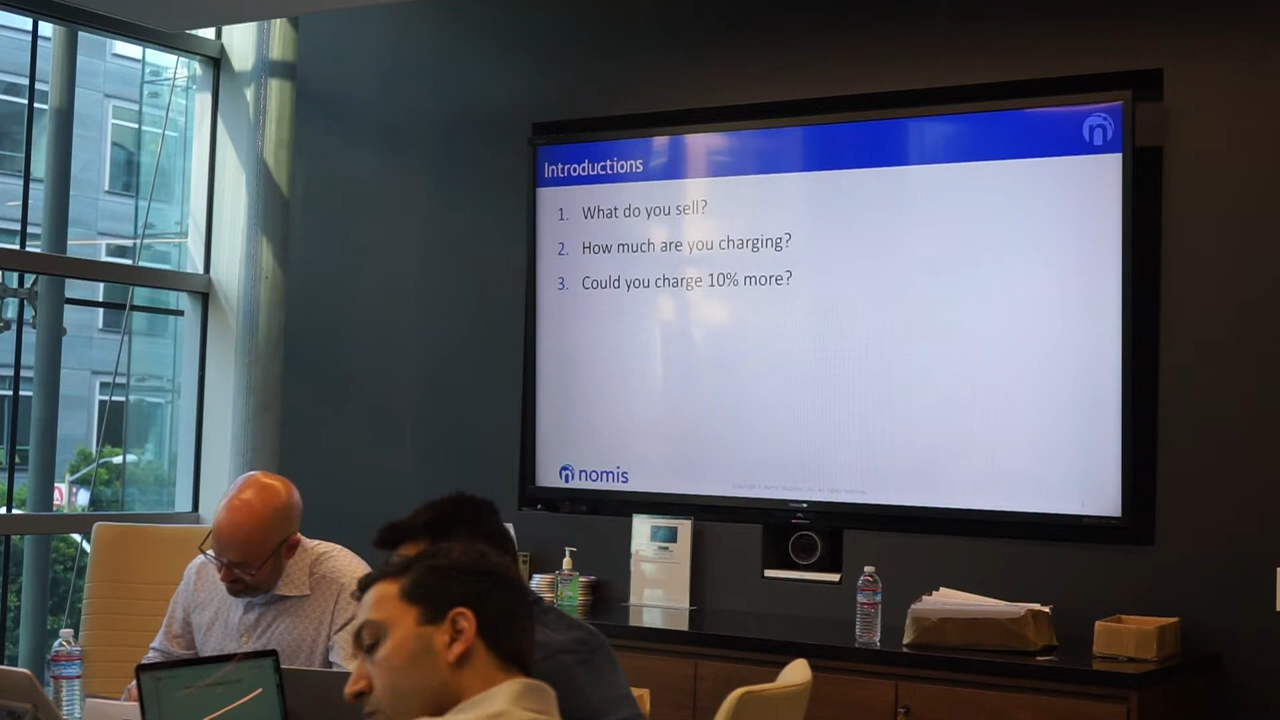 Introductions
1. What do you sell?
2. How much are you charging?
3. Could you charge 10% more?
nomis